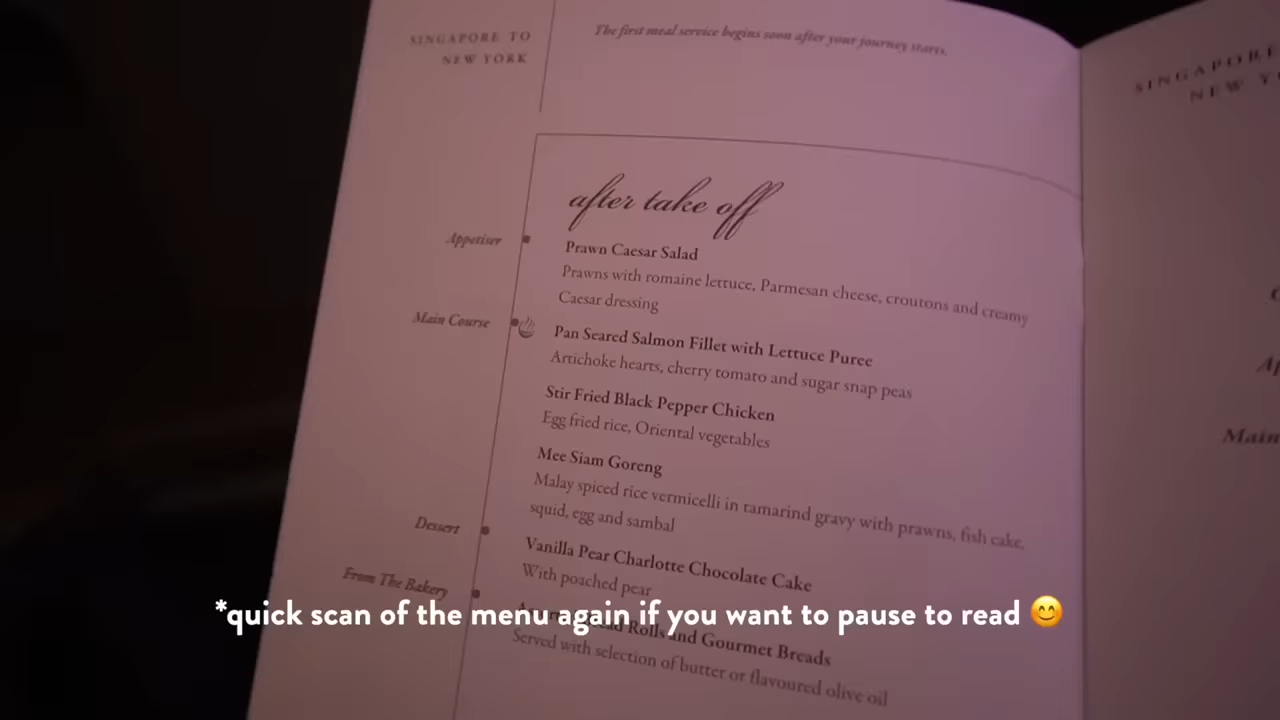 SINGAPORE TO
NEW YORK
The first meal service begins soon after your journey starts.
after take off
Appetiser
Prawn Caesar Salad
Prawns with romaine lettuce, Parmesan cheese, croutons and creamy
Caesar dressing
Main Course
Pan Seared Salmon Fillet with Lettuce Puree
Artichoke hearts, cherry tomato and sugar snap peas
Stir Fried Black Pepper Chicken
Egg fried rice, Oriental vegetables
Mee Siam Goreng
Malay spiced rice vermicelli in tamarind gravy with prawns, fish cake,
squid, egg and sambal
Dessert
Vanilla Pear Charlotte Chocolate Cake
With poached pear
From The Bakery
Rolls and Gourmet Breads
Served with selection of butter or flavoured olive oil
*quick scan of the menu again if you want to pause to read 😊
SINGAPORE
NEW
Main